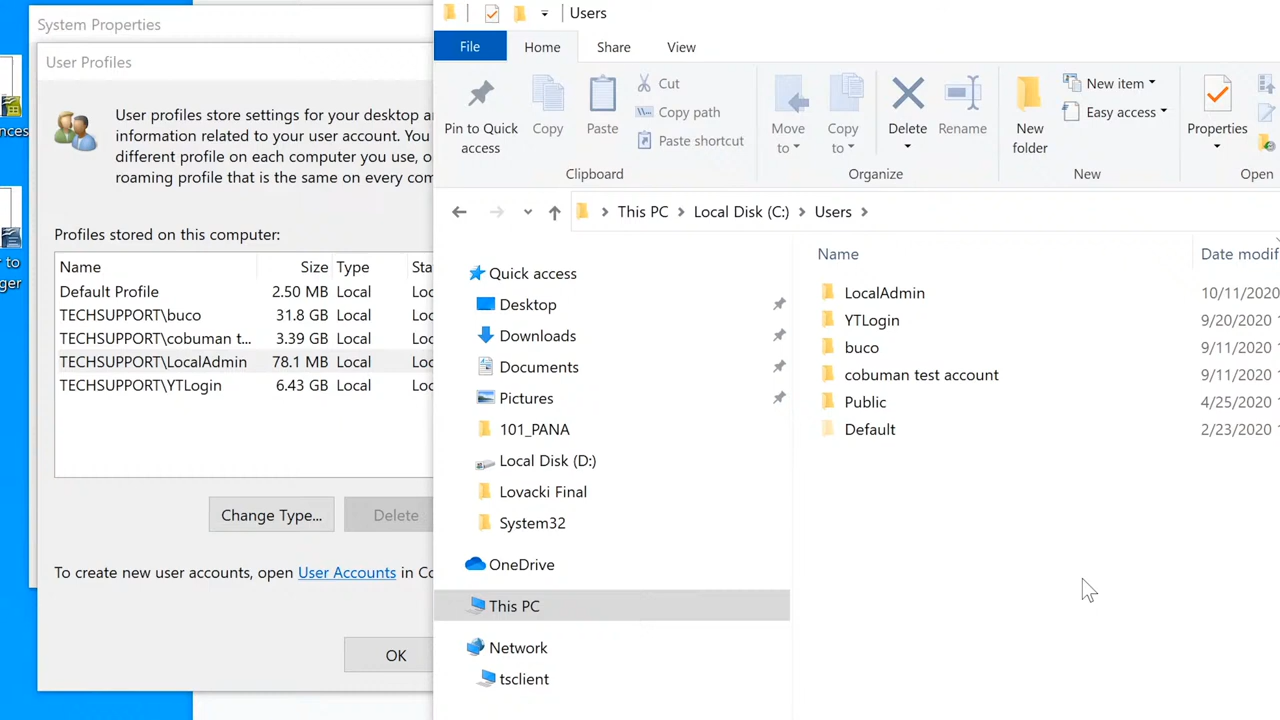 nces
r to
ger
System Properties
User Profiles
User profiles store settings for your desktop a
information related to your user account. You
different profile on each computer you use, o
roaming profile that is the same on every com
Profiles stored on this computer:
Name Size Type Sta
Default Profile 2.50 MB Local Loc
TECHSUPPORT\buco 31.8 GB Local Loc
TECHSUPPORT\cobuman t... 3.39 GB Local Loc
TECHSUPPORT\LocalAdmin 78.1 MB Local Loc
TECHSUPPORT\YTLogin 6.43 GB Local Loc
Change Type... Delete
To create new user accounts, open User Accounts in Co
OK
Users
File Home Share View
Pin to Quick
access
Copy
Paste
Cut
Copy path
Paste shortcut
Clipboard
Move
to
Copy
to
Delete
Rename
Organize
New
folder
New item
Easy access
New
Properties
Open
This PC Local Disk (C:) Users
Quick access
Desktop
Downloads
Documents
Pictures
101_PANA
Local Disk (D:)
Lovacki Final
System32
OneDrive
This PC
Network
tsclient
Name Date modif
LocalAdmin 10/11/2020
YTLogin 9/20/2020
buco 9/11/2020
cobuman test account 9/11/2020
Public 4/25/2020
Default 2/23/2020